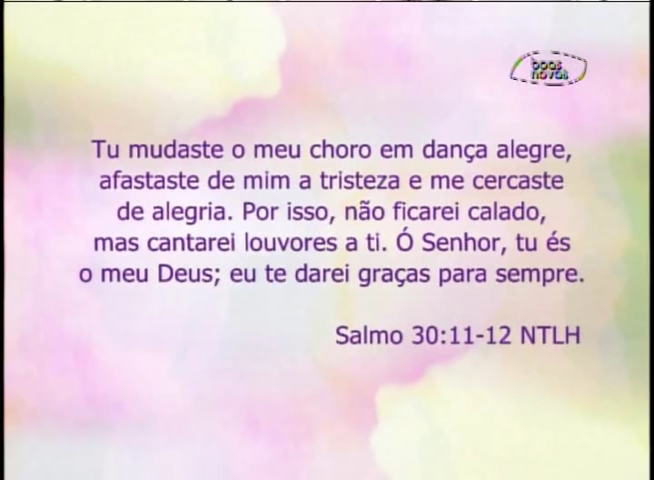 boas
novas
Tu mudaste o meu choro em dança alegre,
afastaste de mim a tristeza e me cercaste
de alegria. Por isso, não ficarei calado,
mas cantarei louvores a ti. Ó Senhor, tu és
o meu Deus; eu te darei graças para sempre.
Salmo 30:11-12 NTLH